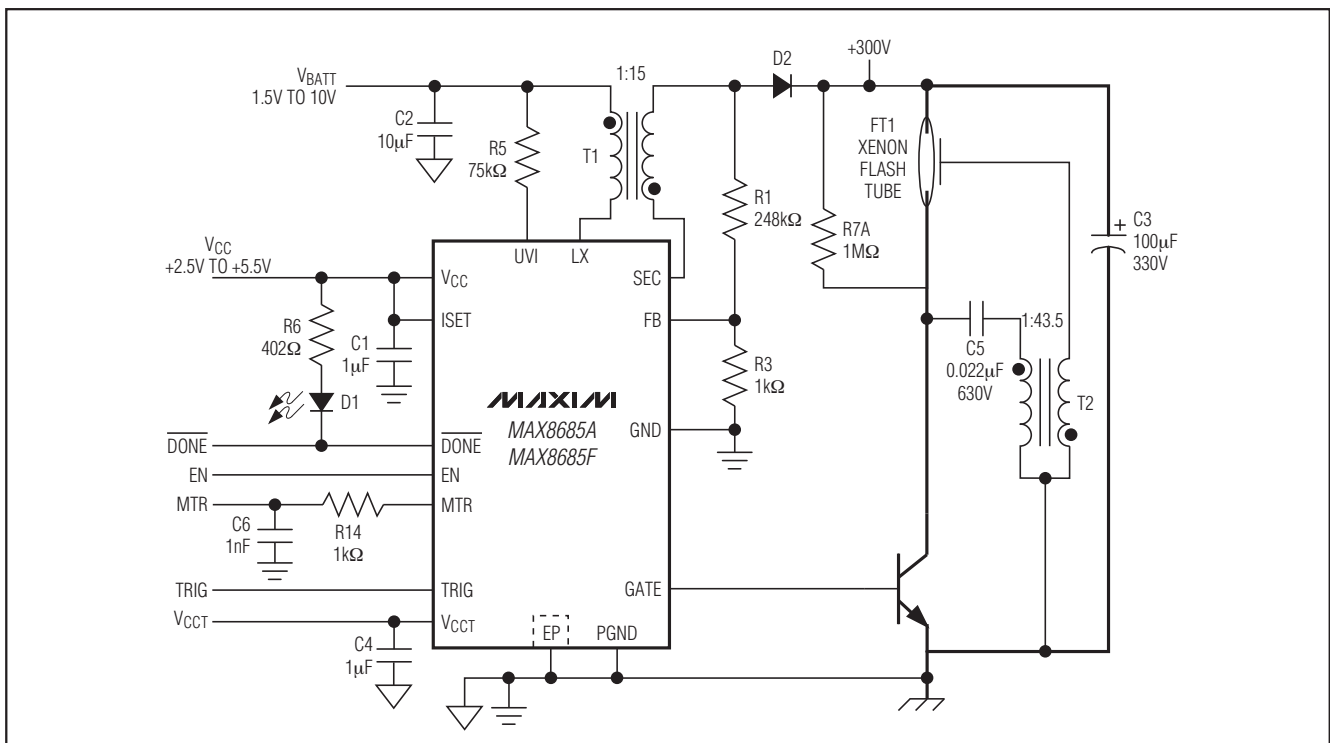 VBATT
1.5V TO 10V
C2
10µF
R5
75kΩ
1:15
T1
D2
+300V
R1
248kΩ
R7A
1MΩ
FT1
XENON
FLASH
TUBE
C3
+
100µF
330V
VCC
+2.5V TO +5.5V
R6
402Ω
C1
1µF
D1
UVI
LX
VCC
SEC
ISET
FB
MAXIM
MAX8685A
MAX8685F
R3
1kΩ
GND
C5
0.022µF
630V
1:43.5
T2
DONE
DONE
EN
EN
MTR
MTR
C6
1nF
R14
1kΩ
TRIG
TRIG
GATE
VCCT
VCCT
C4
1µF
EP
PGND